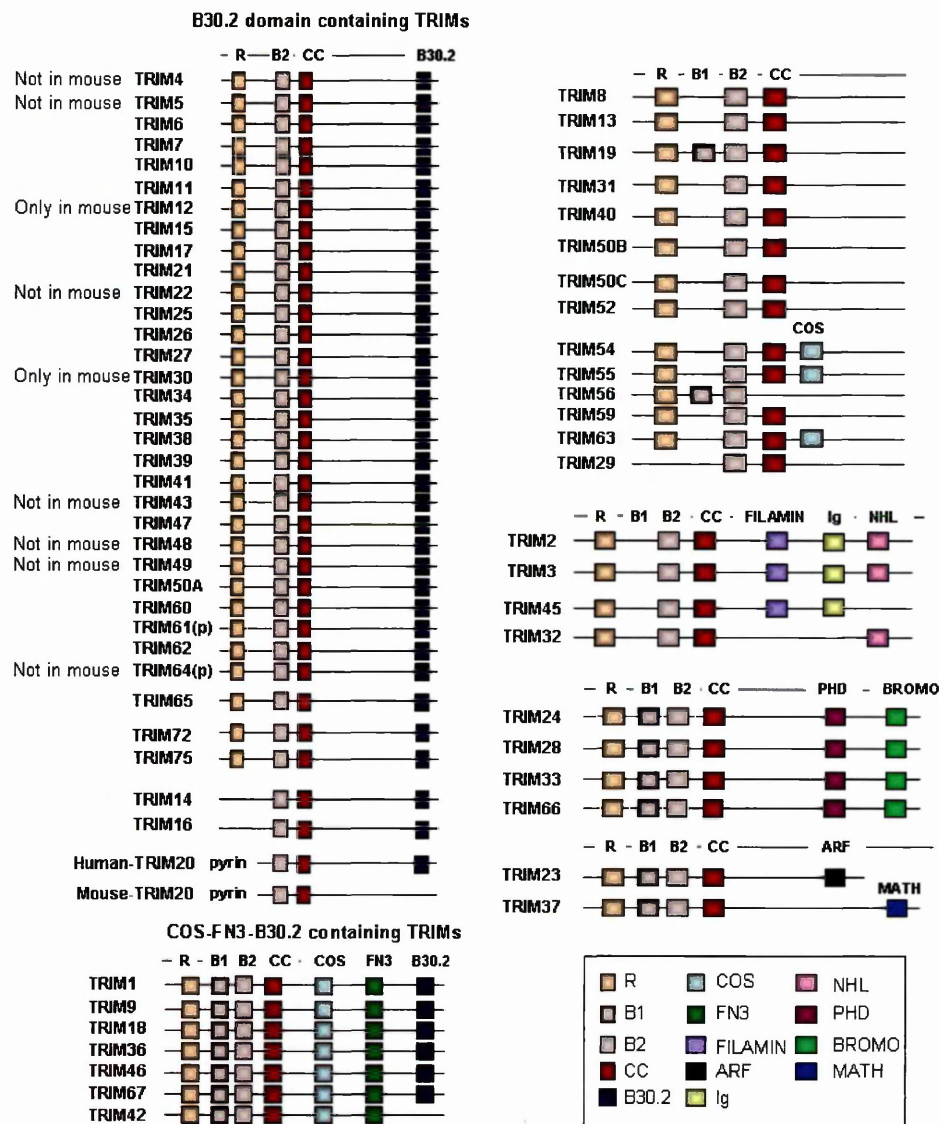 B30.2 domain containing TRIMs
R B2 CC B30.2
Not in mouse TRIM4
Not in mouse TRIM5
TRIM6
TRIM7
TRIM10
TRIM11
Only in mouse TRIM12
TRIM15
TRIM17
TRIM21
Not in mouse TRIM22
TRIM25
TRIM26
TRIM27
Only in mouse TRIM30
TRIM34
TRIM35
TRIM38
TRIM39
TRIM41
Not in mouse TRIM43
TRIM47
Not in mouse TRIM48
Not in mouse TRIM49
TRIM50A
TRIM60
TRIM61(p)
TRIM62
Not in mouse TRIM64(p)
TRIM65
TRIM72
TRIM75
TRIM14
TRIM16
Human-TRIM20 pyrin
Mouse-TRIM20 pyrin
COS-FN3-B30.2 containing TRIMs
R - B1 - B2 - CC - COS FN3 B30.2
TRIM1
TRIM9
TRIM18
TRIM36
TRIM46
TRIM67
TRIM42
R - B1 - B2 - CC
TRIM8
TRIM13
TRIM19
TRIM31
TRIM40
TRIM50B
TRIM50C
TRIM52
COS
TRIM54
TRIM55
TRIM56
TRIM59
TRIM63
TRIM29
R - B1 - B2 - CC - FILAMIN Ig NHL
TRIM2
TRIM3
TRIM45
TRIM32
R - B1 - B2 - CC PHD - BROMO
TRIM24
TRIM28
TRIM33
TRIM66
R - B1 - B2 - CC ARF
TRIM23
MATH
TRIM37
R COS NHL
B1 FN3 PHD
B2 FILAMIN BROMO
CC ARF MATH
B30.2 Ig